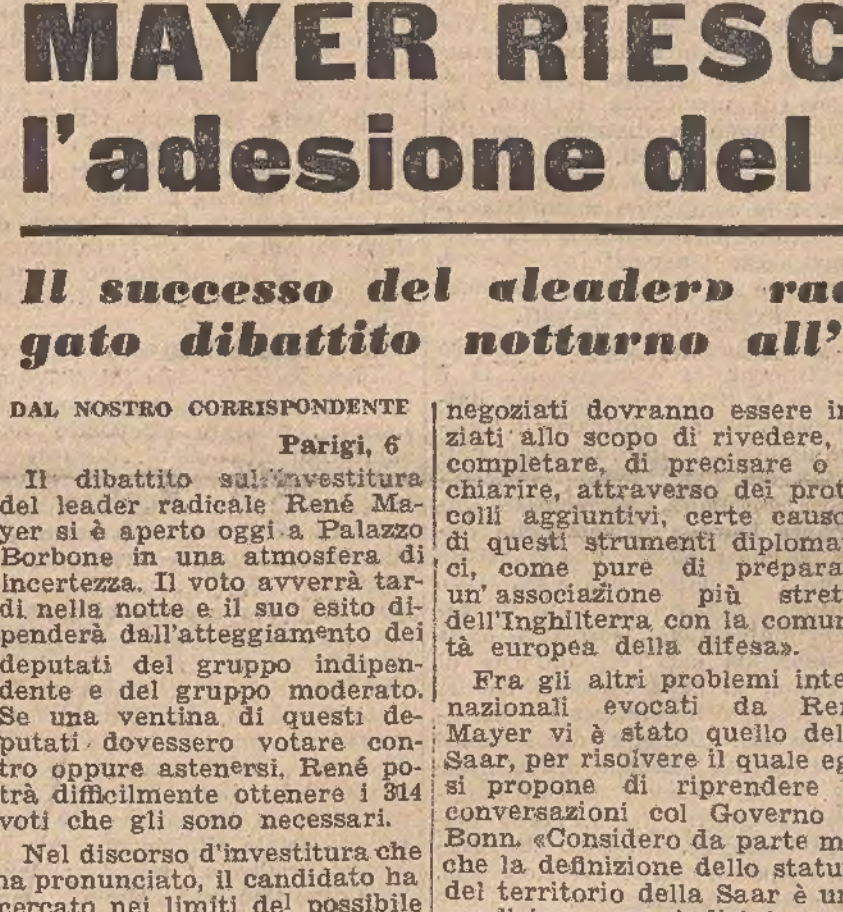 MAYER RIESC
l'adesione del
Il successo del «leader» rad
gato dibattito notturno all'
DAL NOSTRO CORRISPONDENTE
Parigi, 6
Il dibattito sull'investitura
del leader radicale René Ma-
yer si è aperto oggi a Palazzo
Borbone in una atmosfera di
incertezza. Il voto avverrà tar-
di nella notte e il suo esito di-
penderà dall'atteggiamento dei
deputati del gruppo indipen-
dente e del gruppo moderato.
Se una ventina di questi de-
putati dovessero votare con-
tro oppure astenersi, René po-
trà difficilmente ottenere i 314
voti che gli sono necessari.
Nel discorso d'investitura che
ha pronunciato, il candidato ha
cercato nei limiti del possibile
negoziati dovranno essere in
ziati allo scopo di rivedere,
completare, di precisare o
chiarire, attraverso dei prot
colli aggiuntivi, certe causo
di questi strumenti diplomat
ci, come pure di prepara
un' associazione più stret
dell'Inghilterra con la comun
tà europea della difesa».
Fra gli altri problemi inte
nazionali evocati da Ren
Mayer vi è stato quello del
Saar, per risolvere il quale eg
si propone di riprendere
conversazioni col Governo
Bonn. «Considero da parte m
che la definizione dello statu
del territorio della Saar è un